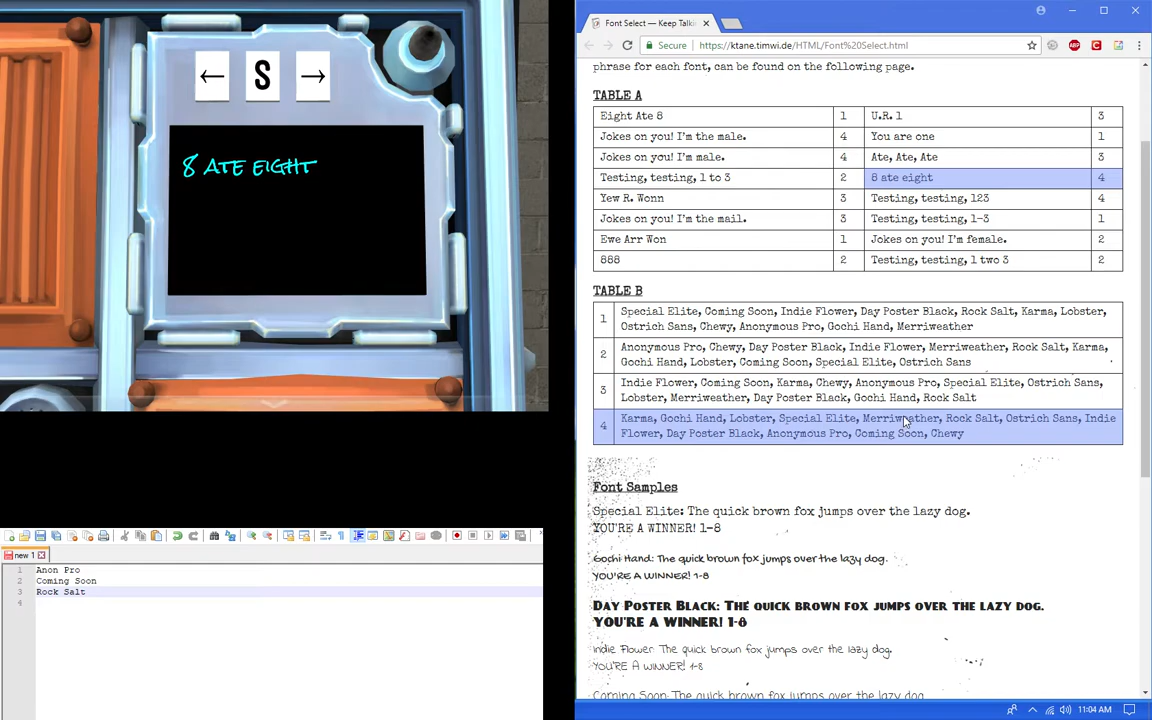 ← S →
8 ATE EIGHT
new 1
1 Anon Pro
2 Coming Soon
3 Rock Salt
4
Font Select — Keep Talki
Secure https://ktane.timwi.de/HTML/Font%20Select.html
phrase for each font, can be found on the following page.
TABLE A
Eight Ate 8 1 U.R. 1 3
Jokes on you! I'm the male. 4 You are one 1
Jokes on you! I'm male. 4 Ate, Ate, Ate 3
Testing, testing, 1 to 3 2 8 ate eight 4
Yew R. Wonn 3 Testing, testing, 123 4
Jokes on you! I'm the mail. 3 Testing, testing, 1-3 1
Ewe Arr Won 1 Jokes on you! I'm female. 2
888 2 Testing, testing, 1 two 3 2
TABLE B
1 Special Elite, Coming Soon, Indie Flower, Day Poster Black, Rock Salt, Karma, Lobster,
Ostrich Sans, Chewy, Anonymous Pro, Gochi Hand, Merriweather
2 Anonymous Pro, Chewy, Day Poster Black, Indie Flower, Merriweather, Rock Salt, Karma,
Gochi Hand, Lobster, Coming Soon, Special Elite, Ostrich Sans
3 Indie Flower, Coming Soon, Karma, Chewy, Anonymous Pro, Special Elite, Ostrich Sans,
Lobster, Merriweather, Day Poster Black, Gochi Hand, Rock Salt
4 Karma, Gochi Hand, Lobster, Special Elite, Merriweather, Rock Salt, Ostrich Sans, Indie
Flower, Day Poster Black, Anonymous Pro, Coming Soon, Chewy
Font Samples
Special Elite: The quick brown fox jumps over the lazy dog.
YOU'RE A WINNER! 1-8
Gochi Hand: The quick brown fox jumps over the lazy dog.
YOU'RE A WINNER! 1-8
Day Poster Black: The quick brown fox jumps over the lazy dog.
YOU'RE A WINNER! 1-8
Indie Flower: The quick brown fox jumps over the lazy dog.
YOU'RE A WINNER! 1-8
Coming Soon: The quick brown fox jumps over the lazy dog.
11:04 AM